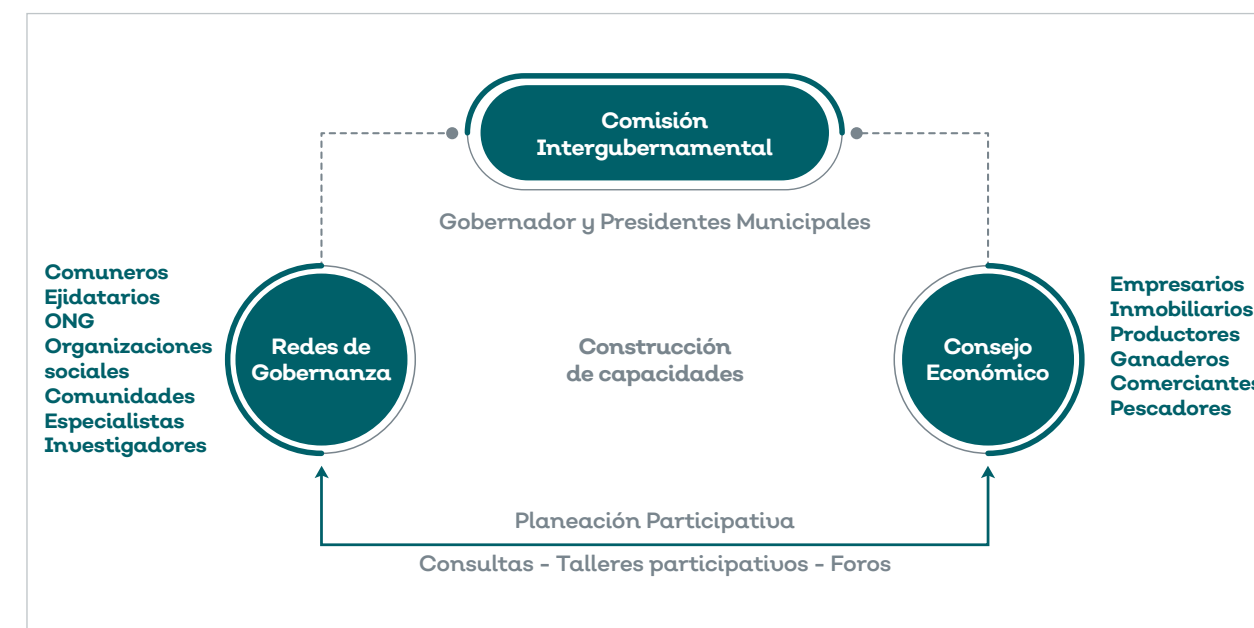 Comisión
Intergubernamental
Gobernador y Presidentes Municipales
Comuneros
Ejidatarios
ONG
Organizaciones
sociales
Comunidades
Especialistas
Investigadores
Redes de
Gobernanza
Construcción
de capacidades
Consejo
Económico
Empresarios
Inmobiliarios
Productores
Ganaderos
Comerciantes
Pescadores
Planeación Participativa
Consultas - Talleres participativos - Foros